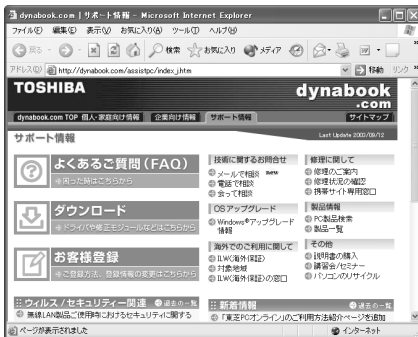 dynabook.com | サポート情報 - Microsoft Internet Explorer
ファイル(F) 編集(E) 表示(V) お気に入り(A) ツール(T) ヘルプ(H)
戻る 検索 お気に入り メディア
アドレス(D) http://dynabook.com/assistpc/index_j.htm 移動 リンク
TOSHIBA
dynabook.com
dynabook.com TOP 個人・家庭向け情報 企業向け情報 サポート情報 サイトマップ
サポート情報
Last Update 2003/09/12
よくあるご質問(FAQ)
困った時はこちらから
ダウンロード
ドライバや修正モジュールなどはこちらから
お客様登録
ご登録方法、登録情報の変更はこちらから
技術に関するお問合せ
メールで相談 new
電話で相談
会って相談
OSアップグレード
Windows®アップグレード情報
海外でのご利用に関して
ILW(海外保証)
対象地域
ILW(海外保証)の窓口
修理に関して
修理のご案内
修理状況の確認
携帯サイト専用窓口
製品情報
PC製品検索
製品一覧
その他
説明書の購入
講習会/セミナー
パソコンのリサイクル
ウィルス / セキュリティー関連 過去の一覧
無線LAN製品ご使用時におけるセキュリティに関する
新着情報 過去の一覧
「東芝PCオンライン」のご利用方法紹介ページを追加
ページが表示されました
インターネット